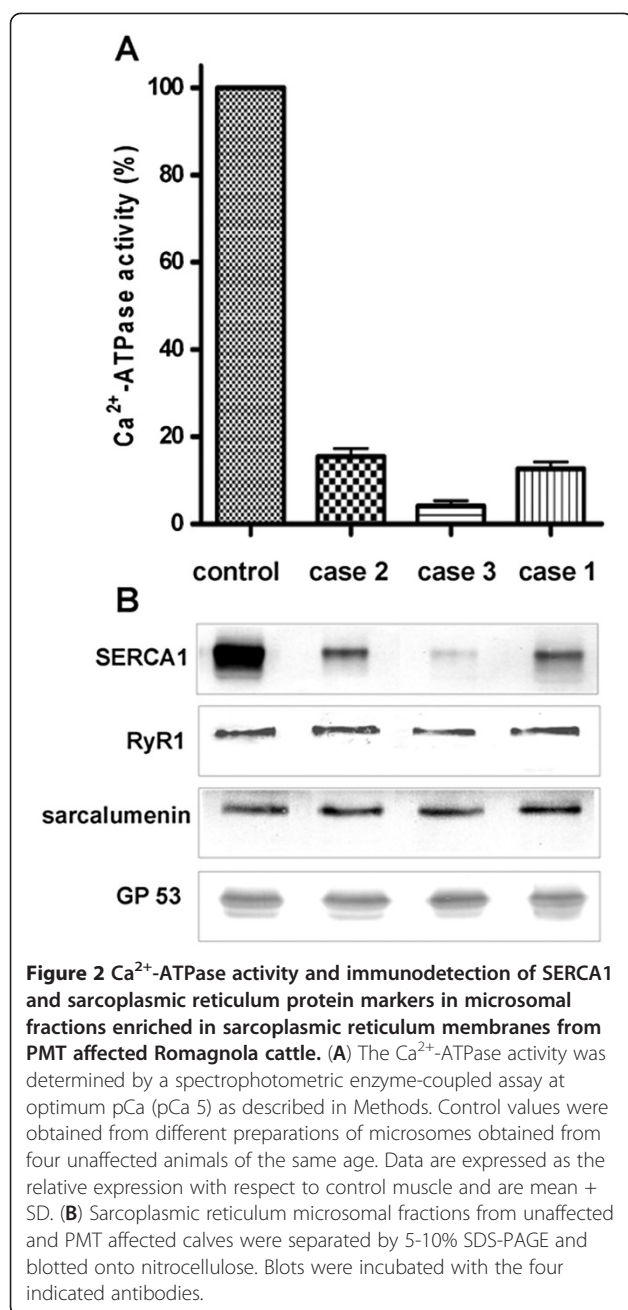 A
Ca²⁺-ATPase activity (%)
100
80
60
40
20
0
control case 2 case 3 case 1
B
SERCA1
RyR1
sarcalumenin
GP 53
Figure 2 Ca²⁺-ATPase activity and immunodetection of SERCA1
and sarcoplasmic reticulum protein markers in microsomal
fractions enriched in sarcoplasmic reticulum membranes from
PMT affected Romagnola cattle. (A) The Ca²⁺-ATPase activity was
determined by a spectrophotometric enzyme-coupled assay at
optimum pCa (pCa 5) as described in Methods. Control values were
obtained from different preparations of microsomes obtained from
four unaffected animals of the same age. Data are expressed as the
relative expression with respect to control muscle and are mean +
SD. (B) Sarcoplasmic reticulum microsomal fractions from unaffected
and PMT affected calves were separated by 5-10% SDS-PAGE and
blotted onto nitrocellulose. Blots were incubated with the four
indicated antibodies.